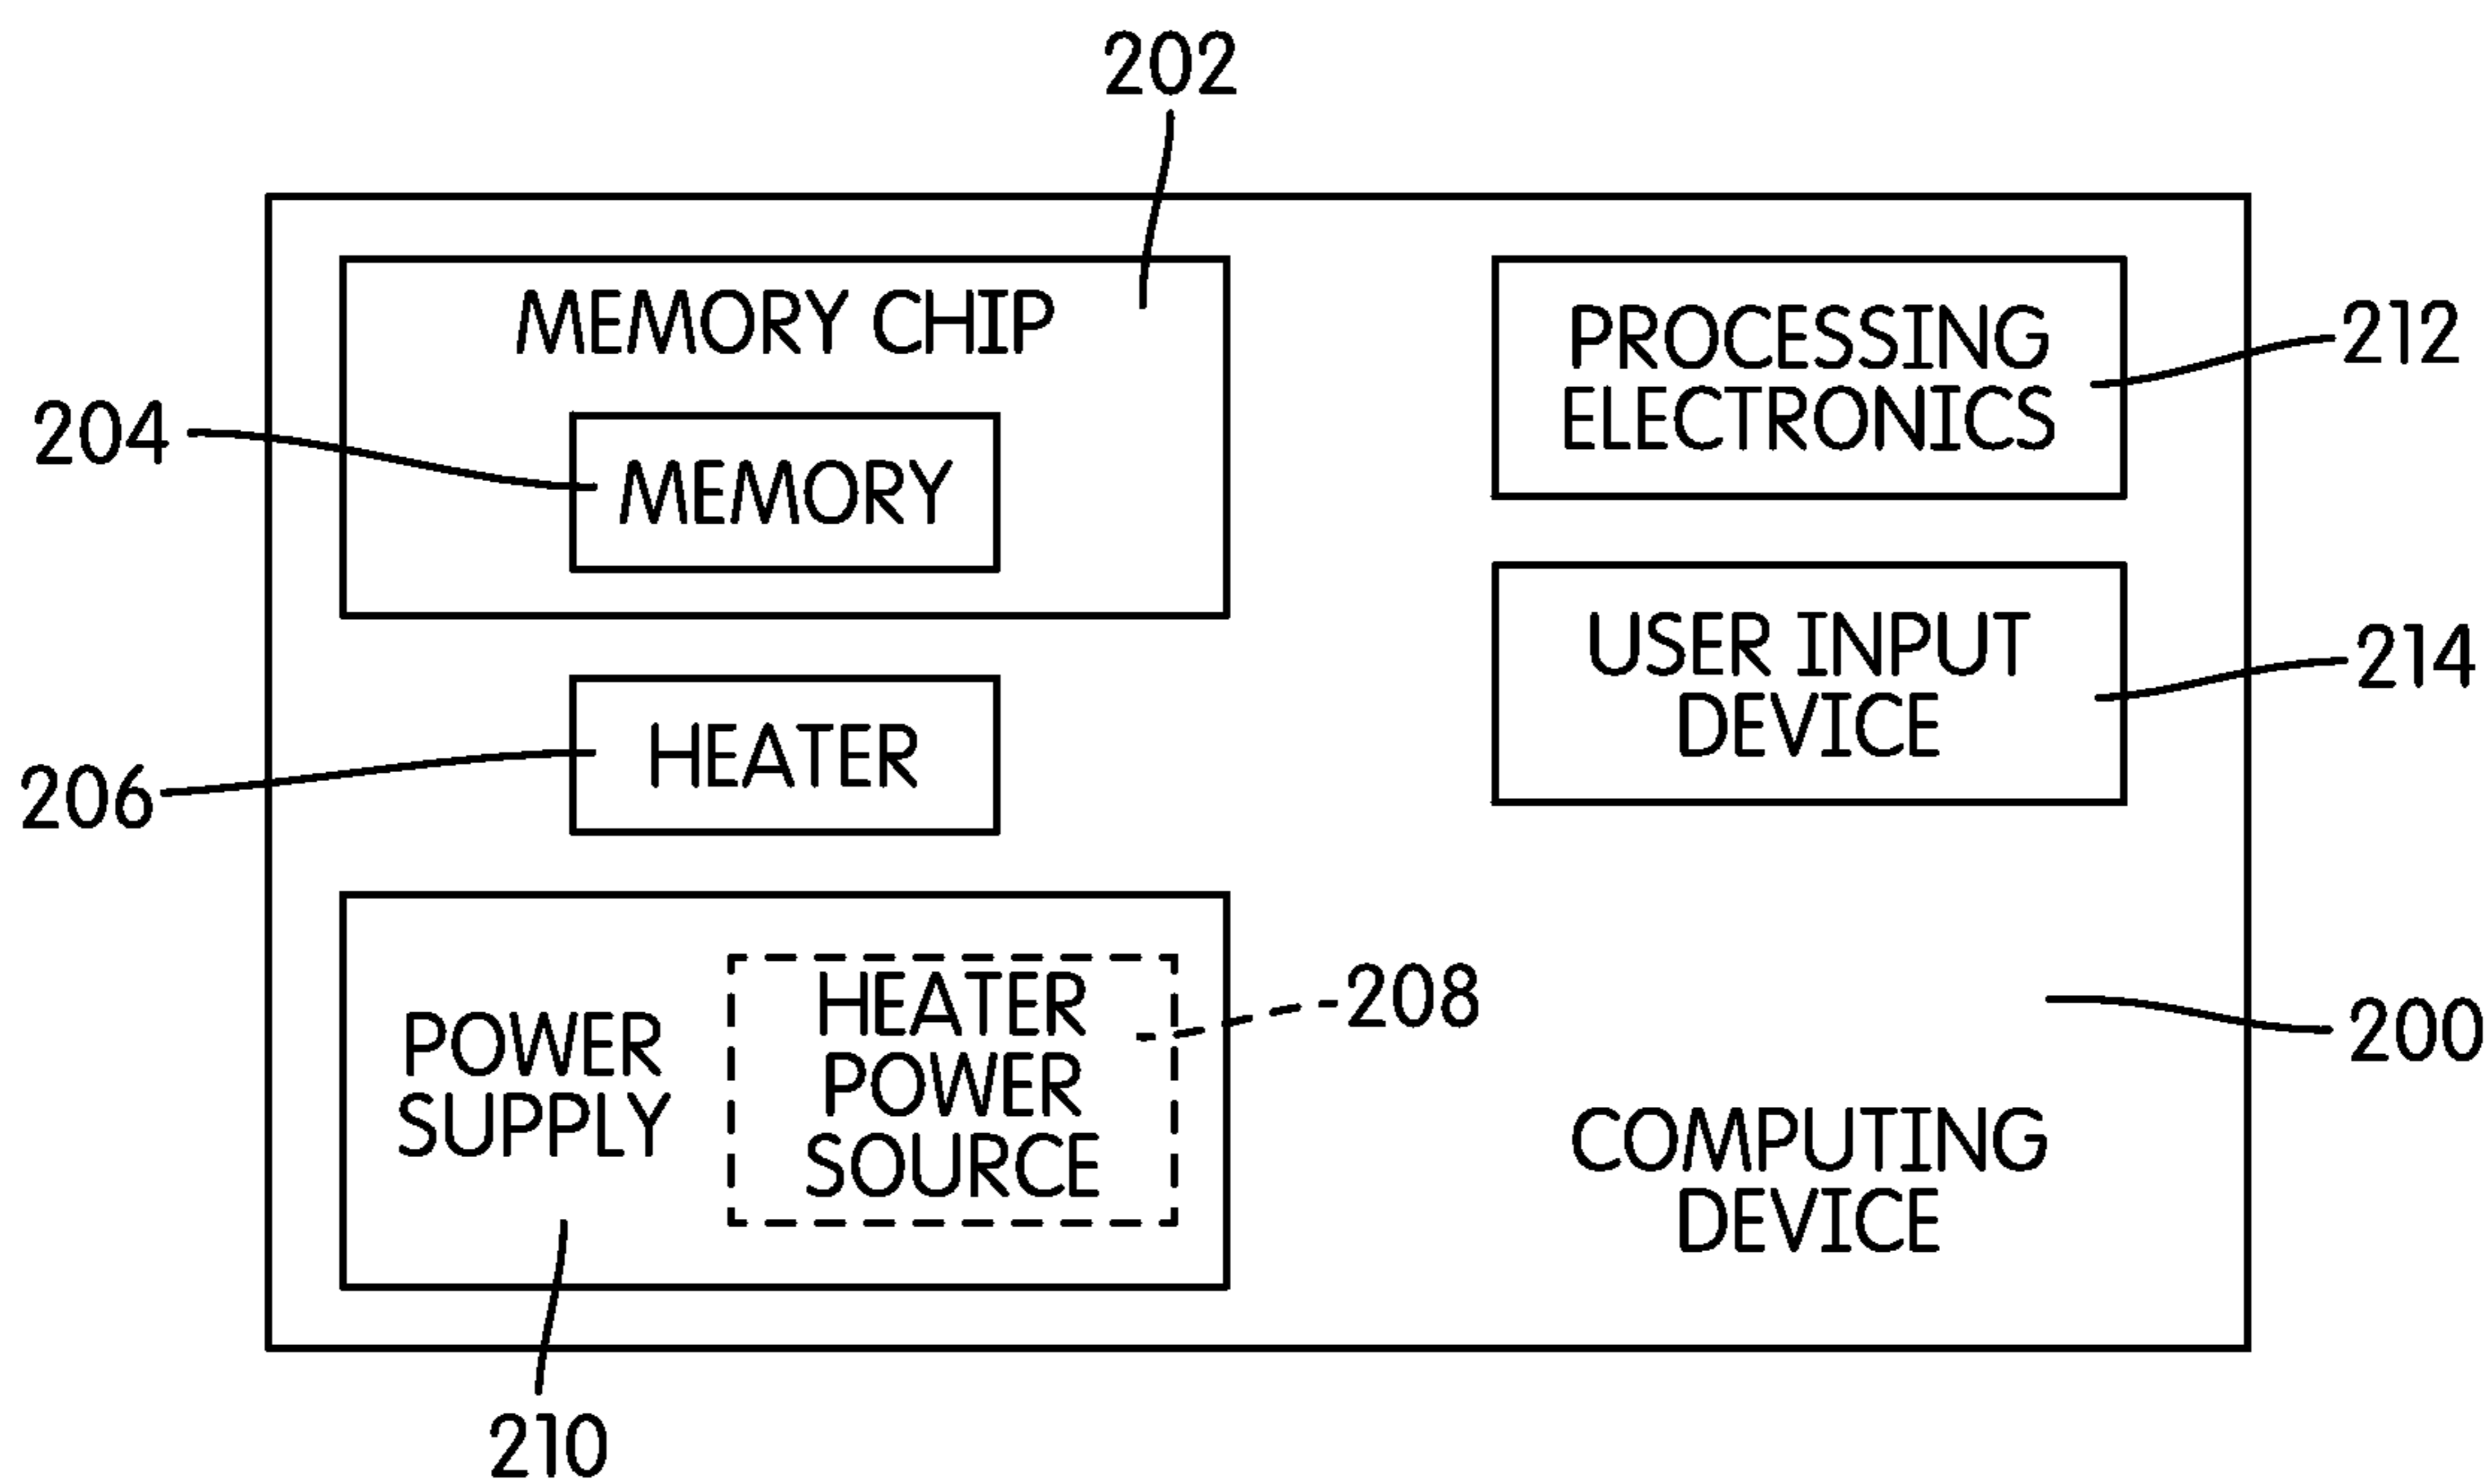 202
MEMORY CHIP
204
MEMORY
206
HEATER
POWER
SUPPLY
HEATER
POWER
SOURCE
208
210
PROCESSING
ELECTRONICS
212
USER INPUT
DEVICE
214
200
COMPUTING
DEVICE